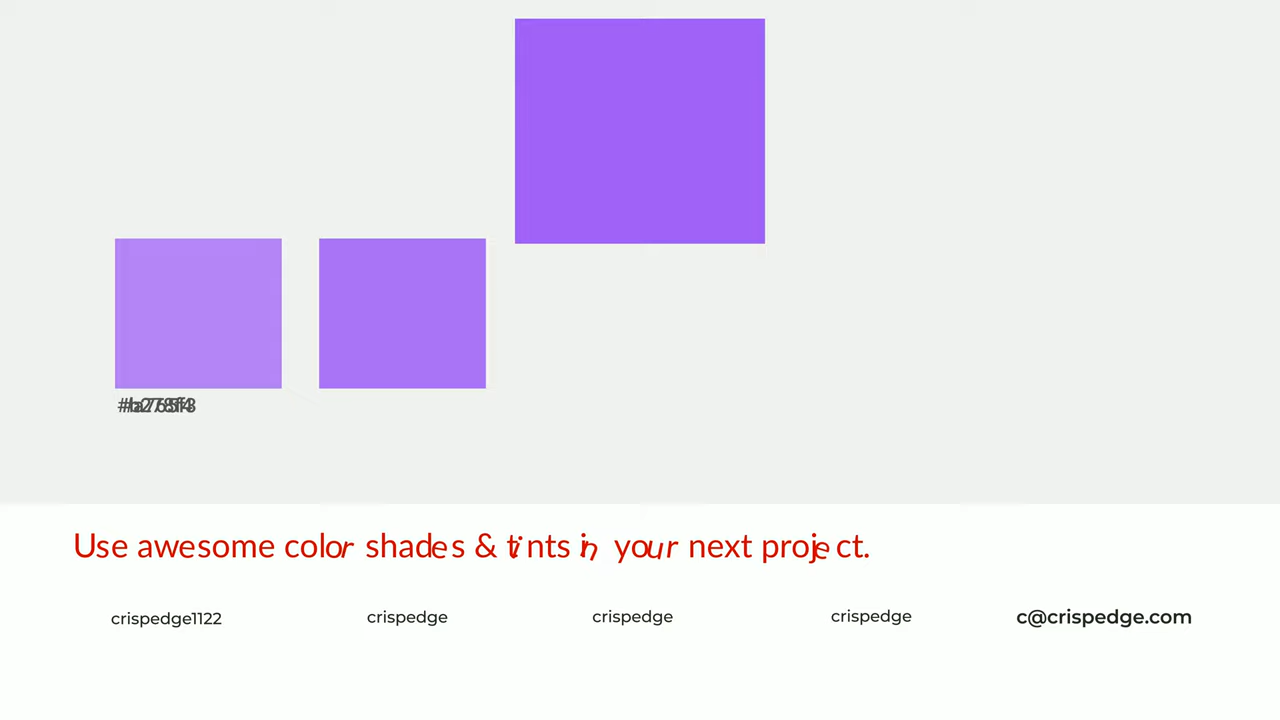 Use awesome color shades & tints in your next project.
crispedge1122 crispedge crispedge crispedge c@crispedge.com